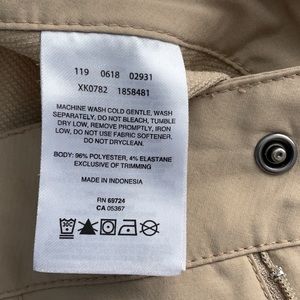 119 0618 02931
XK0782 1858481
MACHINE WASH COLD GENTLE, WASH
SEPARATELY, DO NOT BLEACH, TUMBLE
DRY LOW, REMOVE PROMPTLY, IRON
LOW, DO NOT USE FABRIC SOFTENER.
DO NOT DRYCLEAN.
BODY: 96% POLYESTER, 4% ELASTANE
EXCLUSIVE OF TRIMMING
MADE IN INDONESIA
RN 69724
CA 05367